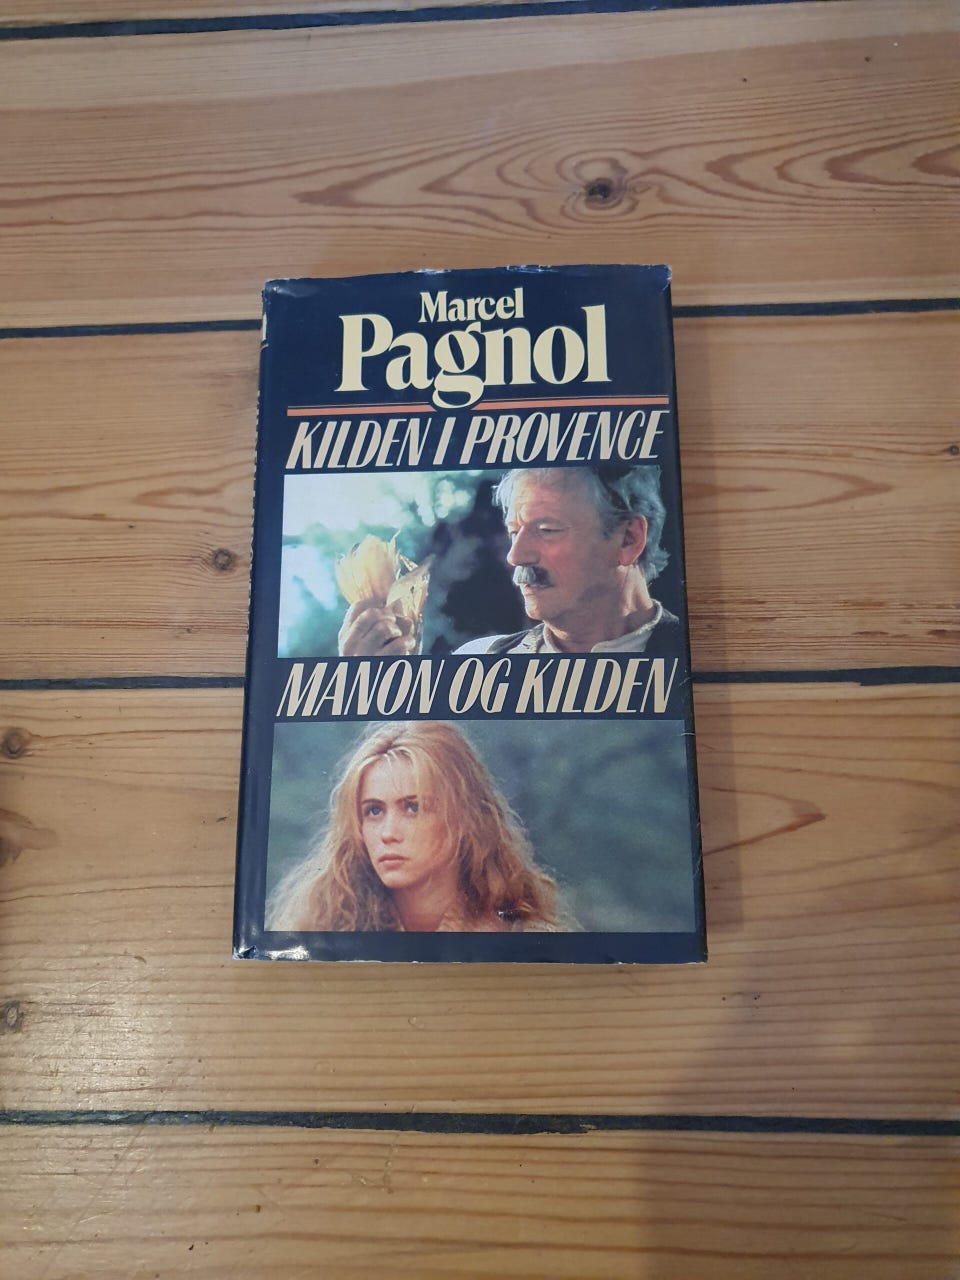 Marcel
Pagnol
KILDEN I PROVENCE
MANON OG KILDEN